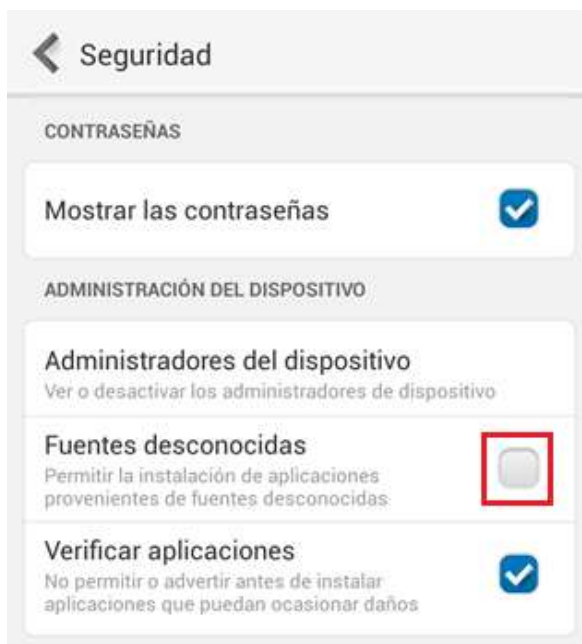 Seguridad
CONTRASEÑAS
Mostrar las contraseñas
ADMINISTRACIÓN DEL DISPOSITIVO
Administradores del dispositivo
Ver o desactivar los administradores de dispositivo
Fuentes desconocidas
Permitir la instalación de aplicaciones
provenientes de fuentes desconocidas
Verificar aplicaciones
No permitir o advertir antes de instalar
aplicaciones que puedan ocasionar daños